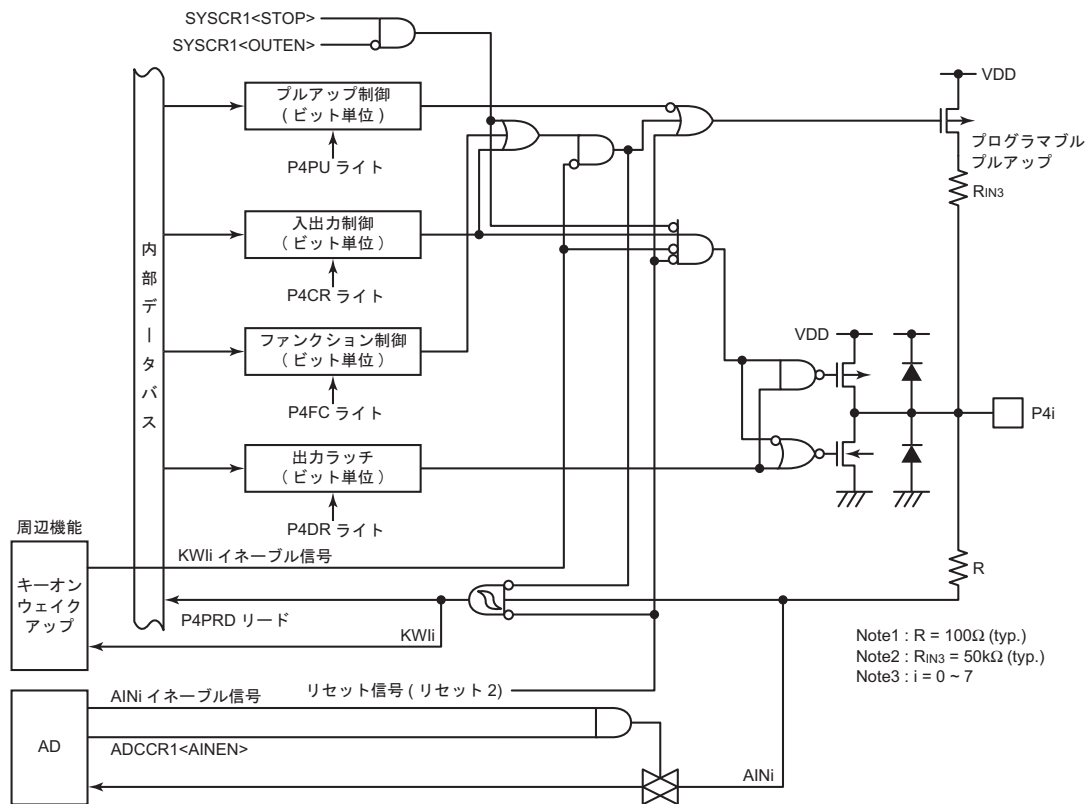 SYSCR1<STOP>
SYSCR1<OUTEN>
VDD
プルアップ制御
( ビット単位 )
P4PU ライト
プログラマブル
プルアップ
RIN3
入出力制御
( ビット単位 )
P4CR ライト
内部データバス
ファンクション制御
( ビット単位 )
P4FC ライト
VDD
P4i
出力ラッチ
( ビット単位 )
P4DR ライト
周辺機能
KWIi イネーブル信号
キーオン
ウェイク
アップ
P4PRD リード
KWIi
R
Note1 : R = 100Ω (typ.)
Note2 : RIN3 = 50kΩ (typ.)
Note3 : i = 0 ~ 7
リセット信号 ( リセット 2)
AINi イネーブル信号
AD
ADCCR1<AINEN>
AINi